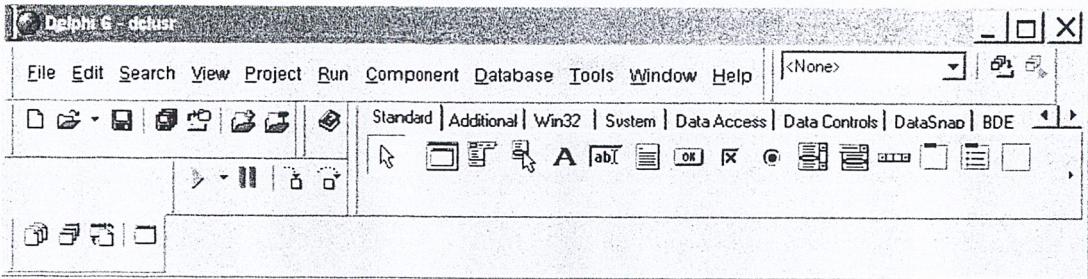 Delphi 6 - dclusr
File Edit Search View Project Run Component Database Tools Window Help <None>
Standard Additional Win32 System Data Access Data Controls DataSnap BDE
A ab OK